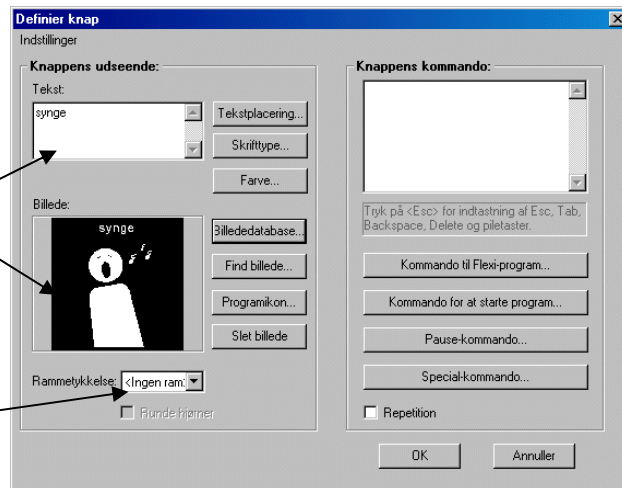 Definier knap
Indstillinger
Knappens udseende:
Tekst:
synge
Tekstplacering...
Skrifttype...
Farve...
Billede:
synge
Billededatabase...
Find billede...
Programikon...
Slet billede
Rammetykkelse:
<Ingen ram
Runde hjørner
Knappens kommando:
Tryk på <Esc> for indtastning af Esc, Tab,
Backspace, Delete og piletaster.
Kommando til Flexi-program...
Kommando for at starte program...
Pause-kommando...
Special-kommando...
Repetition
OK
Annuller